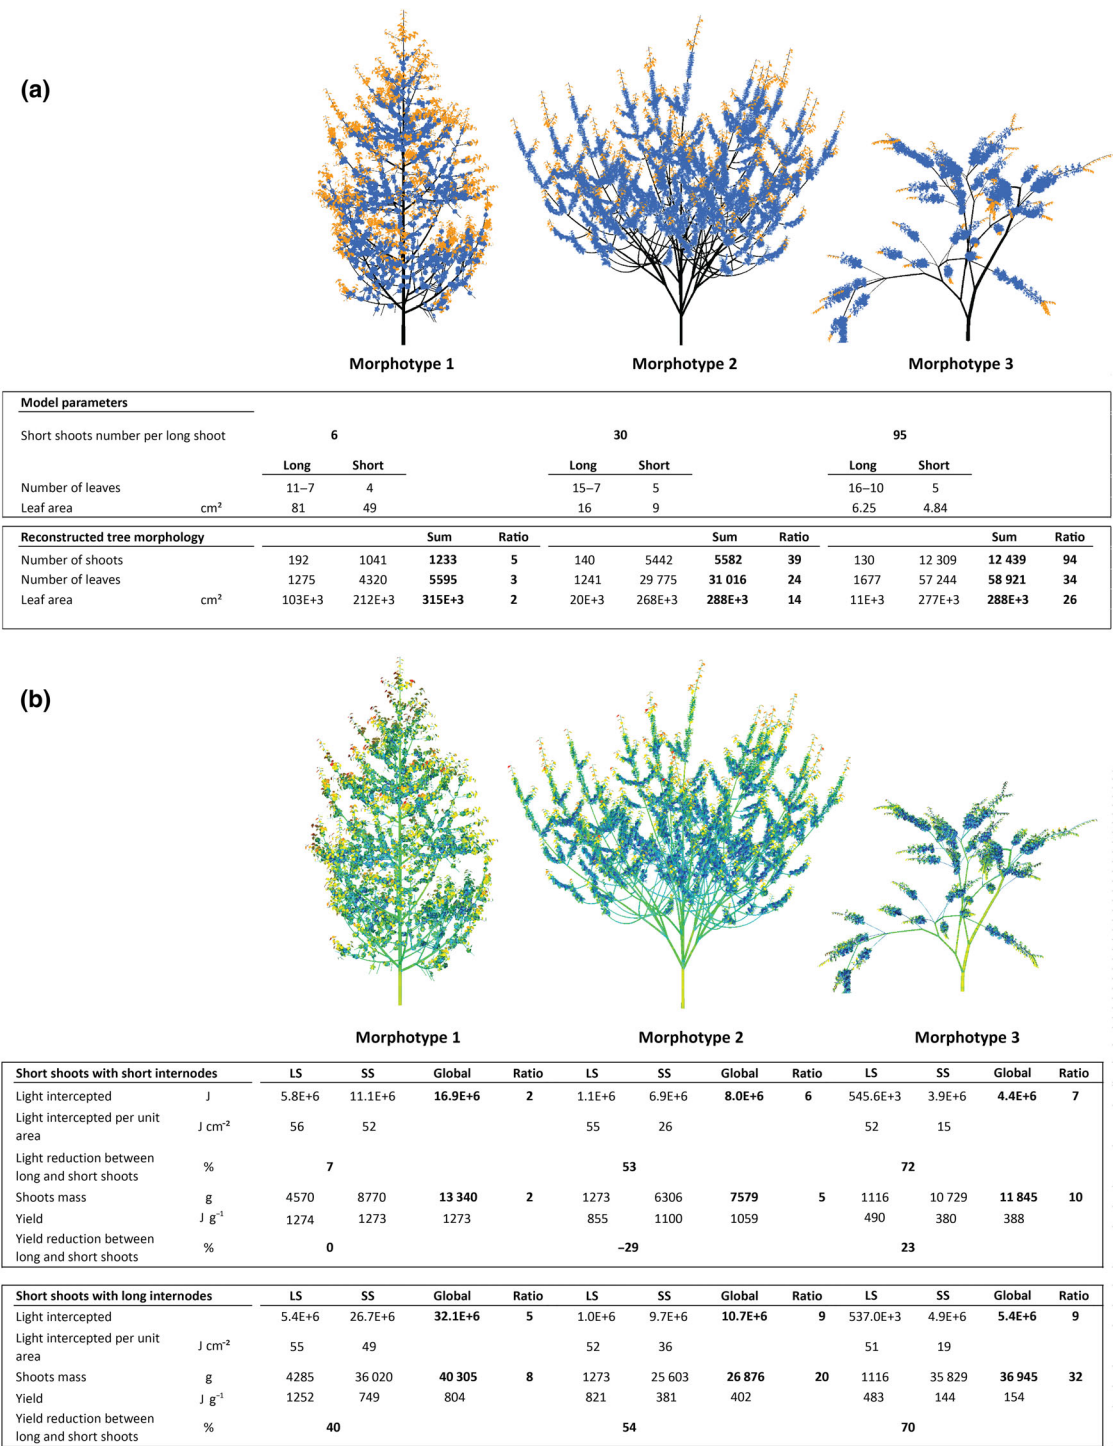 (a)
Morphotype 1 Morphotype 2 Morphotype 3
Model parameters
Short shoots number per long shoot 6 30 95
Long Short Long Short Long Short
Number of leaves 11–7 4 15–7 5 16–10 5
Leaf area cm² 81 49 16 9 6.25 4.84
Reconstructed tree morphology Sum Ratio Sum Ratio Sum Ratio
Number of shoots 192 1041 1233 5 140 5442 5582 39 130 12 309 12 439 94
Number of leaves 1275 4320 5595 3 1241 29 775 31 016 24 1677 57 244 58 921 34
Leaf area cm² 103E+3 212E+3 315E+3 2 20E+3 268E+3 288E+3 14 11E+3 277E+3 288E+3 26
(b)
Morphotype 1 Morphotype 2 Morphotype 3
Short shoots with short internodes LS SS Global Ratio LS SS Global Ratio LS SS Global Ratio
Light intercepted J 5.8E+6 11.1E+6 16.9E+6 2 1.1E+6 6.9E+6 8.0E+6 6 545.6E+3 3.9E+6 4.4E+6 7
Light intercepted per unit
area J cm⁻² 56 52 55 26 52 15
Light reduction between
long and short shoots % 7 53 72
Shoots mass g 4570 8770 13 340 2 1273 6306 7579 5 1116 10 729 11 845 10
Yield J g⁻¹ 1274 1273 1273 855 1100 1059 490 380 388
Yield reduction between
long and short shoots % 0 –29 23
Short shoots with long internodes LS SS Global Ratio LS SS Global Ratio LS SS Global Ratio
Light intercepted J 5.4E+6 26.7E+6 32.1E+6 5 1.0E+6 9.7E+6 10.7E+6 9 537.0E+3 4.9E+6 5.4E+6 9
Light intercepted per unit
area J cm⁻² 55 49 52 36 51 19
Shoots mass g 4285 36 020 40 305 8 1273 25 603 26 876 20 1116 35 829 36 945 32
Yield J g⁻¹ 1252 749 804 821 381 402 483 144 154
Yield reduction between
long and short shoots % 40 54 70